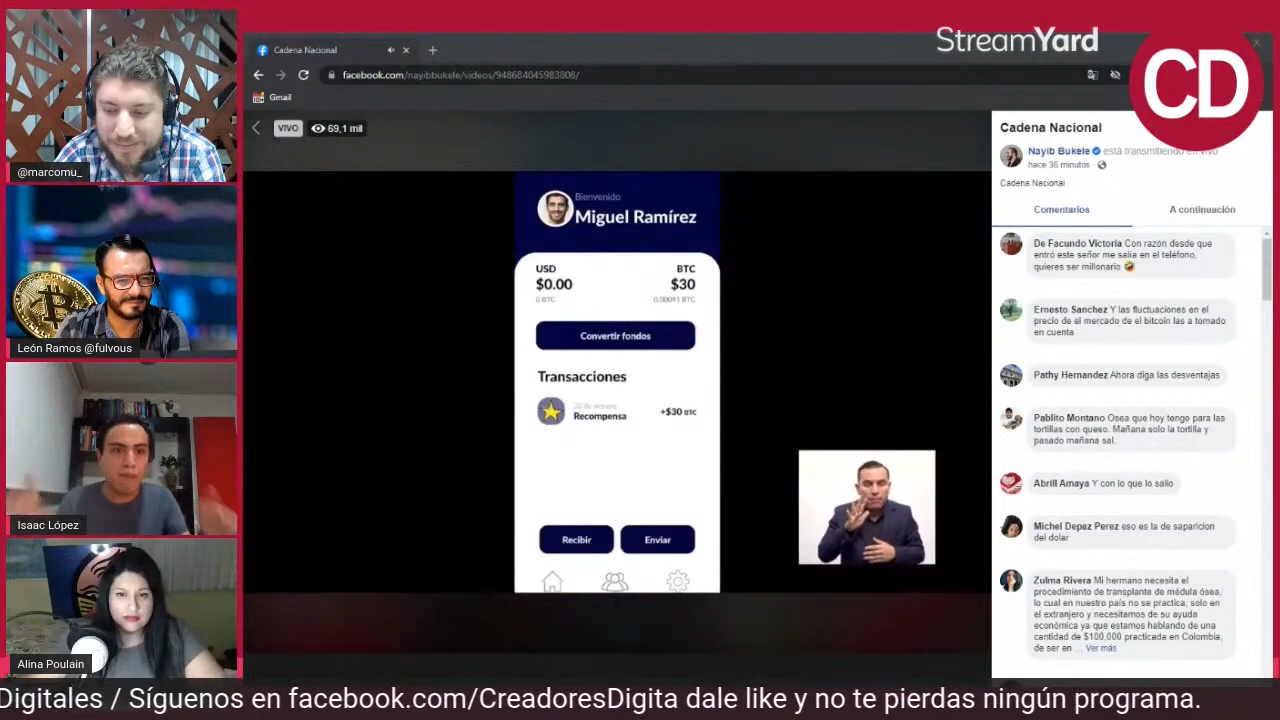 @marcomu_
León Ramos @fulvous
Isaac López
Alina Poulain
Cadena Nacional
StreamYard
CD
facebook.com/nayibbukele/videos/948684045983808/
Gmail
VIVO
69,1 mil
Bienvenido
Miguel Ramírez
USD
BTC
$0.00
$30
0 BTC
0.00091 BTC
Convertir fondos
Transacciones
20 de octubre
Recompensa
+$30 BTC
Recibir
Enviar
Cadena Nacional
Nayib Bukele está transmitiendo en vivo.
hace 36 minutos
Cadena Nacional
Comentarios
A continuación
De Facundo Victoria Con razón desde que
entró este señor me salía en el teléfono,
quieres ser millonario
Ernesto Sanchez Y las fluctuaciones en el
precio de el mercado de el bitcoin las a tomado
en cuenta
Pathy Hernandez Ahora diga las desventajas
Pablito Montano Osea que hoy tengo para las
tortillas con queso. Mañana solo la tortilla y
pasado mañana sal.
Abrill Amaya Y con lo que lo salio
Michel Depaz Perez eso es la de saparicion
del dolar
Zulma Rivera Mi hermano necesita el
procedimiento de transplante de médula ósea,
lo cual en nuestro país no se practica, solo en
el extranjero y necesitamos de su ayuda
económica ya que estamos hablando de una
cantidad de $100,000 practicada en Colombia,
de ser en ... Ver más
Digitales / Síguenos en facebook.com/CreadoresDigita dale like y no te pierdas ningún programa.